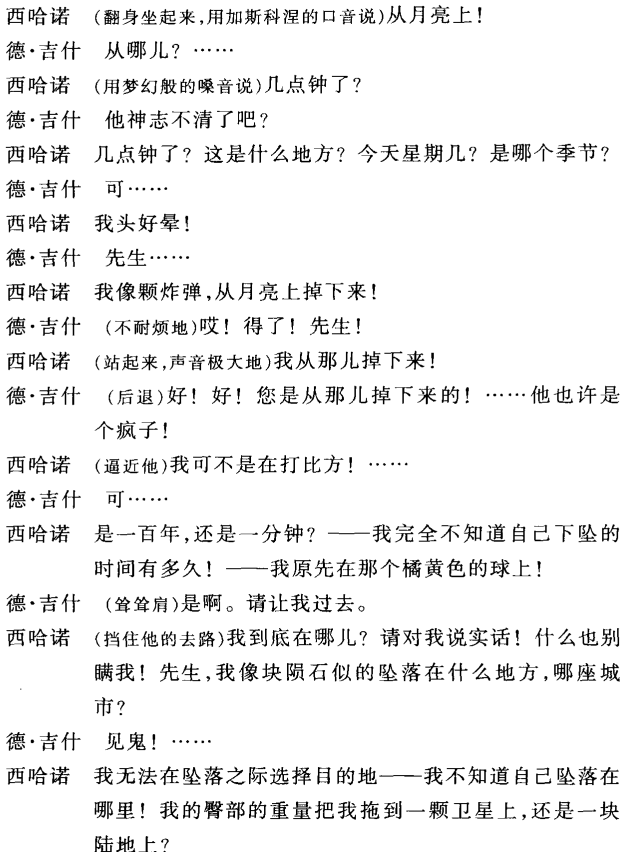 西哈诺　(翻身坐起来,用加斯科涅的口音说)从月亮上!
德·吉什　从哪儿? ……
西哈诺　(用梦幻般的嗓音说)几点钟了?
德·吉什　他神志不清了吧?
西哈诺　几点钟了? 这是什么地方? 今天星期几? 是哪个季节?
德·吉什　可……
西哈诺　我头好晕!
德·吉什　先生……
西哈诺　我像颗炸弹,从月亮上掉下来!
德·吉什　(不耐烦地)哎! 得了! 先生!
西哈诺　(站起来,声音极大地)我从那儿掉下来!
德·吉什　(后退)好! 好! 您是从那儿掉下来的! ……他也许是
个疯子!
西哈诺　(逼近他)我可不是在打比方! ……
德·吉什　可……
西哈诺　是一百年,还是一分钟? ——我完全不知道自己下坠的
时间有多久! ——我原先在那个橘黄色的球上!
德·吉什　(耸耸肩)是啊。请让我过去。
西哈诺　(挡住他的去路)我到底在哪儿? 请对我说实话! 什么也别
瞒我! 先生,我像块陨石似的坠落在什么地方,哪座城
市?
德·吉什　见鬼! ……
西哈诺　我无法在坠落之际选择目的地——我不知道自己坠落在
哪里! 我的臀部的重量把我拖到一颗卫星上,还是一块
陆地上?